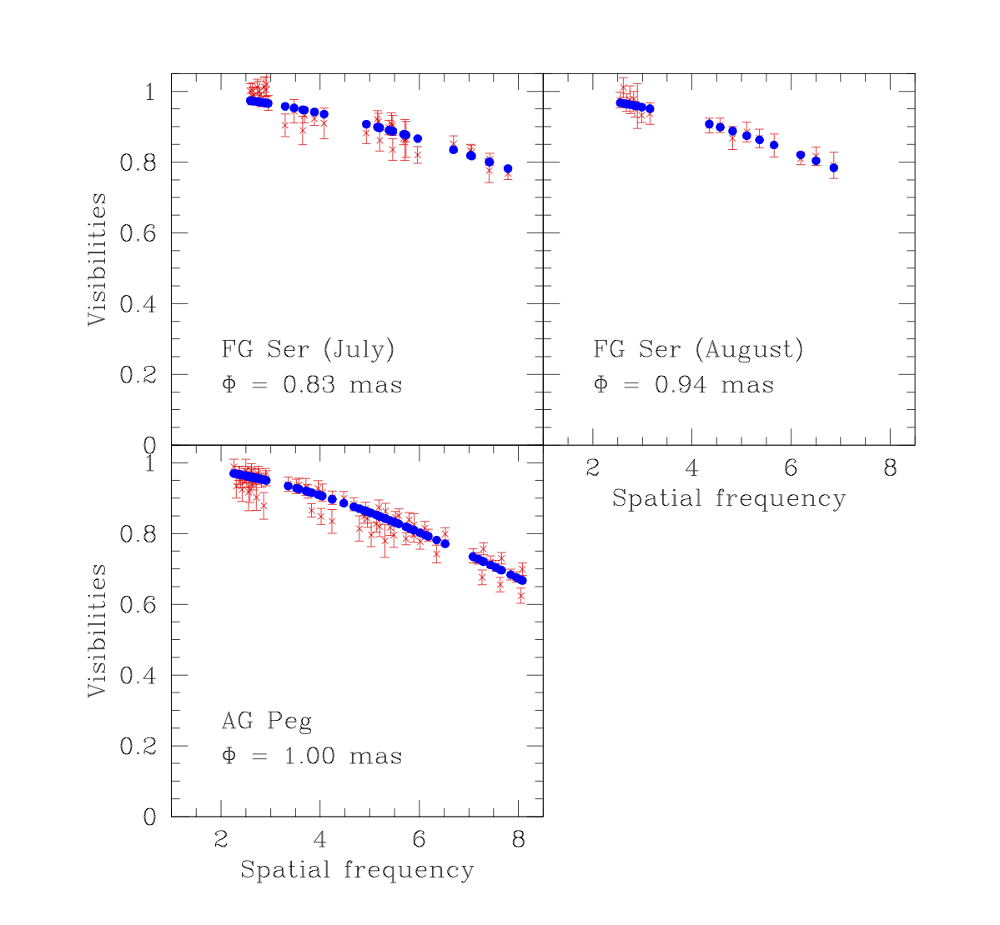 Visibilities
1
0.8
0.6
0.4
0.2
0
FG Ser (July)
Φ = 0.83 mas
FG Ser (August)
Φ = 0.94 mas
2 4 6 8
Spatial frequency
Visibilities
1
0.8
0.6
0.4
0.2
0
AG Peg
Φ = 1.00 mas
2 4 6 8
Spatial frequency